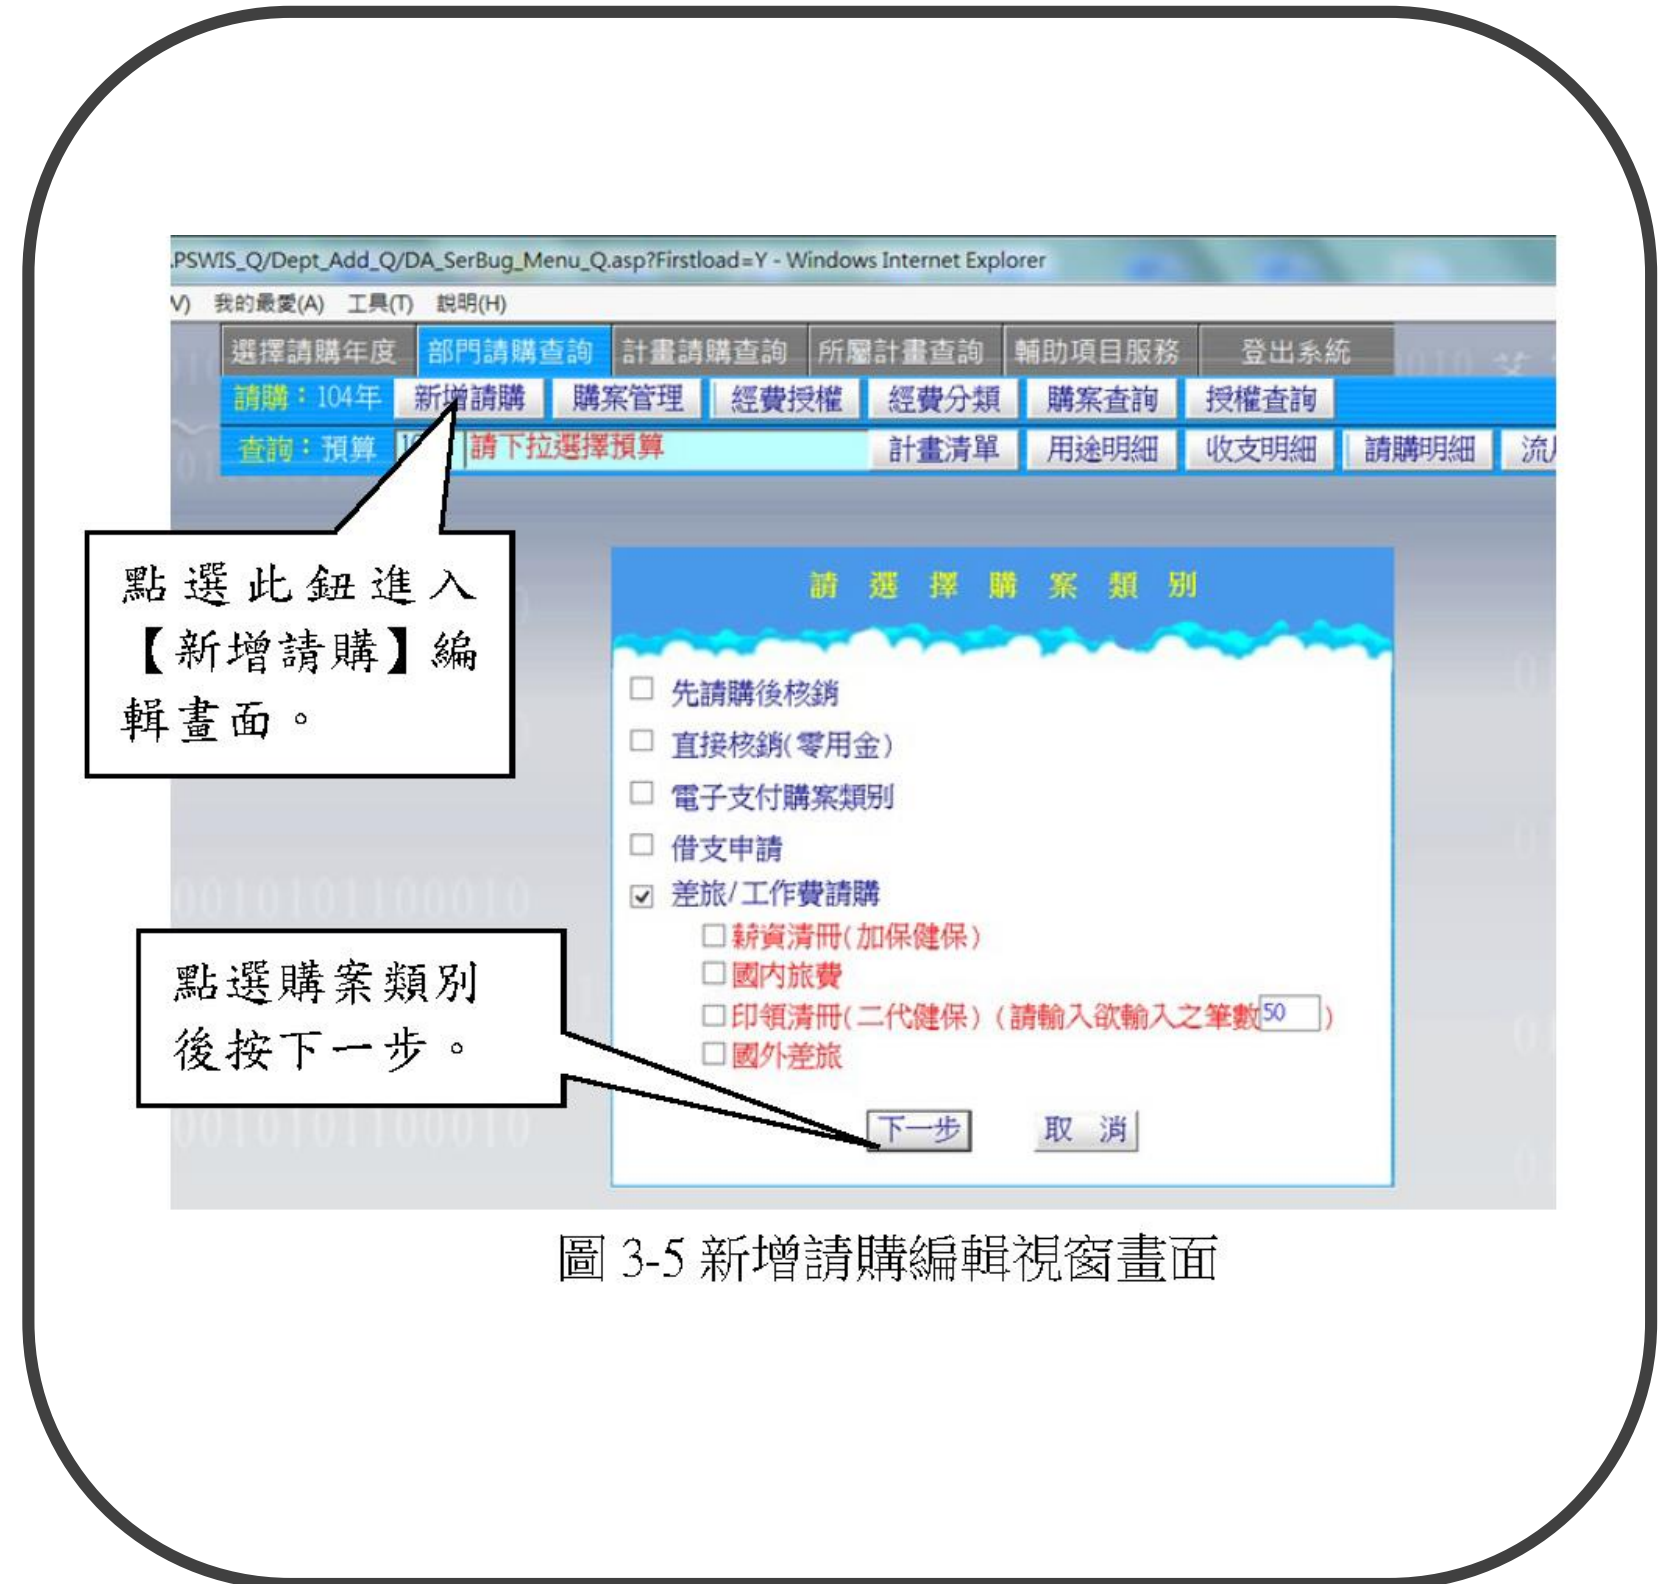 .PSWIS_Q/Dept_Add_Q/DA_SerBug_Menu_Q.asp?Firstload=Y - Windows Internet Explorer
V) 我的最愛(A) 工具(T) 說明(H)
選擇請購年度 部門請購查詢 計畫請購查詢 所屬計畫查詢 輔助項目服務 登出系統
請購：104年 新增請購 購案管理 經費授權 經費分類 購案查詢 授權查詢
查詢：預算 請下拉選擇預算 計畫清單 用途明細 收支明細 請購明細
點選此鈕進入
【新增請購】編
輯畫面。
請選擇購案類別
先請購後核銷
直接核銷(零用金)
電子支付購案類別
借支申請
差旅/工作費請購
薪資清冊(加保健保)
國內旅費
印領清冊(二代健保)(請輸入欲輸入之筆數50)
國外差旅
點選購案類別
後按下一步。
下一步 取 消
圖 3-5 新增請購編輯視窗畫面